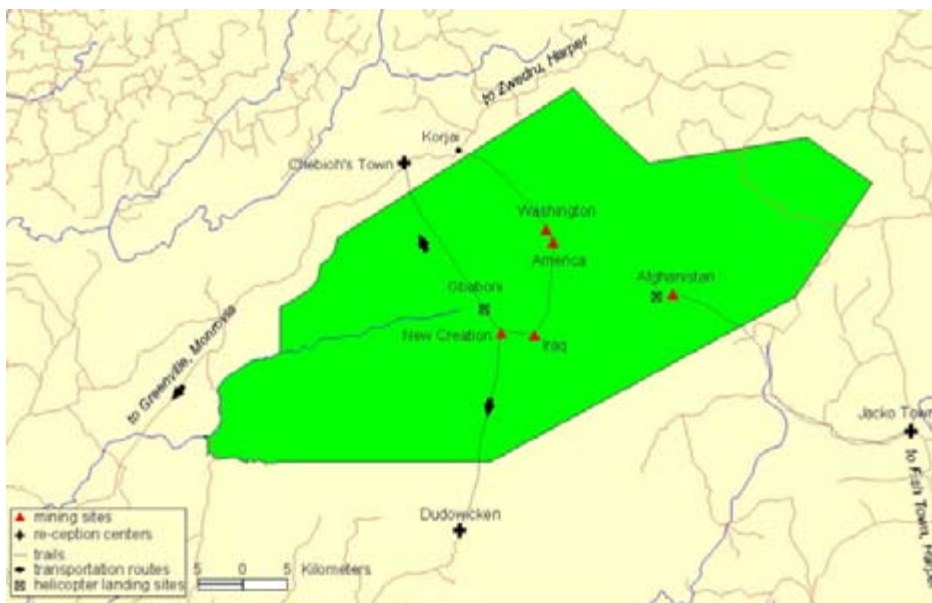 to Zwedru, Harper
Korjai
Chebioh's Town
Washington
America
Afghanistan
Gbaboni
New Creation
Iraq
to Greenville, Monrovia
Jacko Town
to Fish Town, Harper
Dudowicken
mining sites
re-ception centers
trails
transportation routes
helicopter landing sites
5 0 5 Kilometers